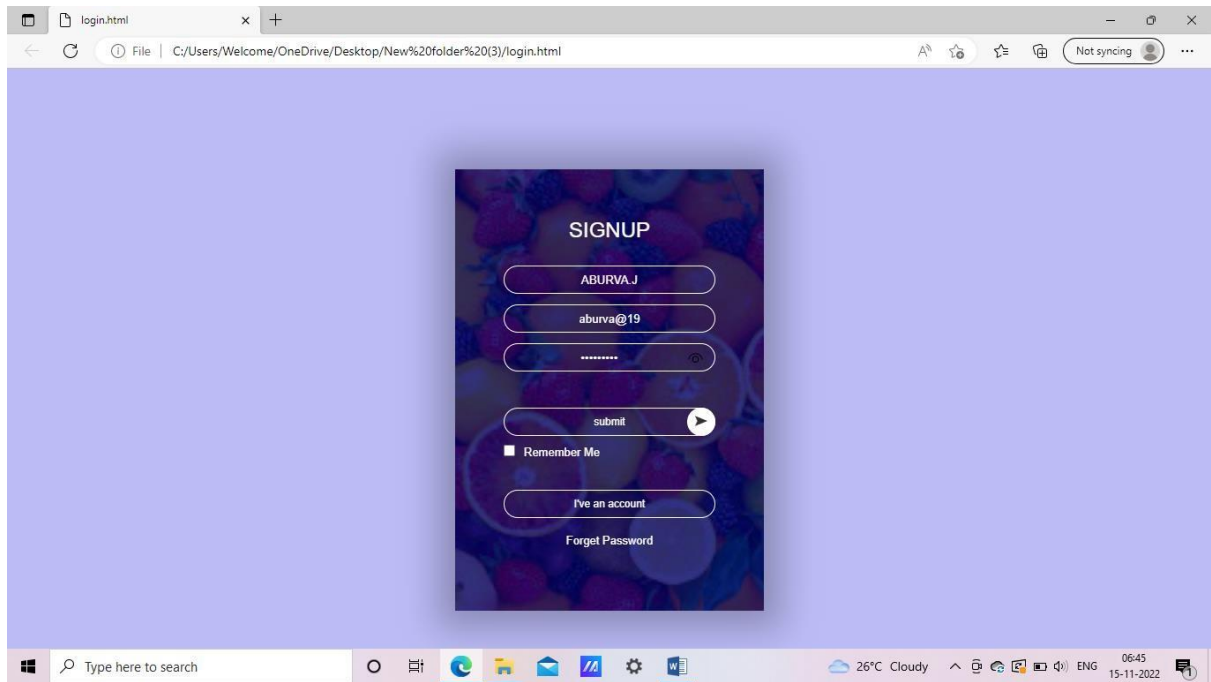 login.html
File
C:/Users/Welcome/OneDrive/Desktop/New%20folder%20(3)/login.html
Not syncing
SIGNUP
ABURVA.J
aburva@19
•••••••••
submit
Remember Me
I've an account
Forget Password
Type here to search
26°C Cloudy
ENG
06:45
15-11-2022
1